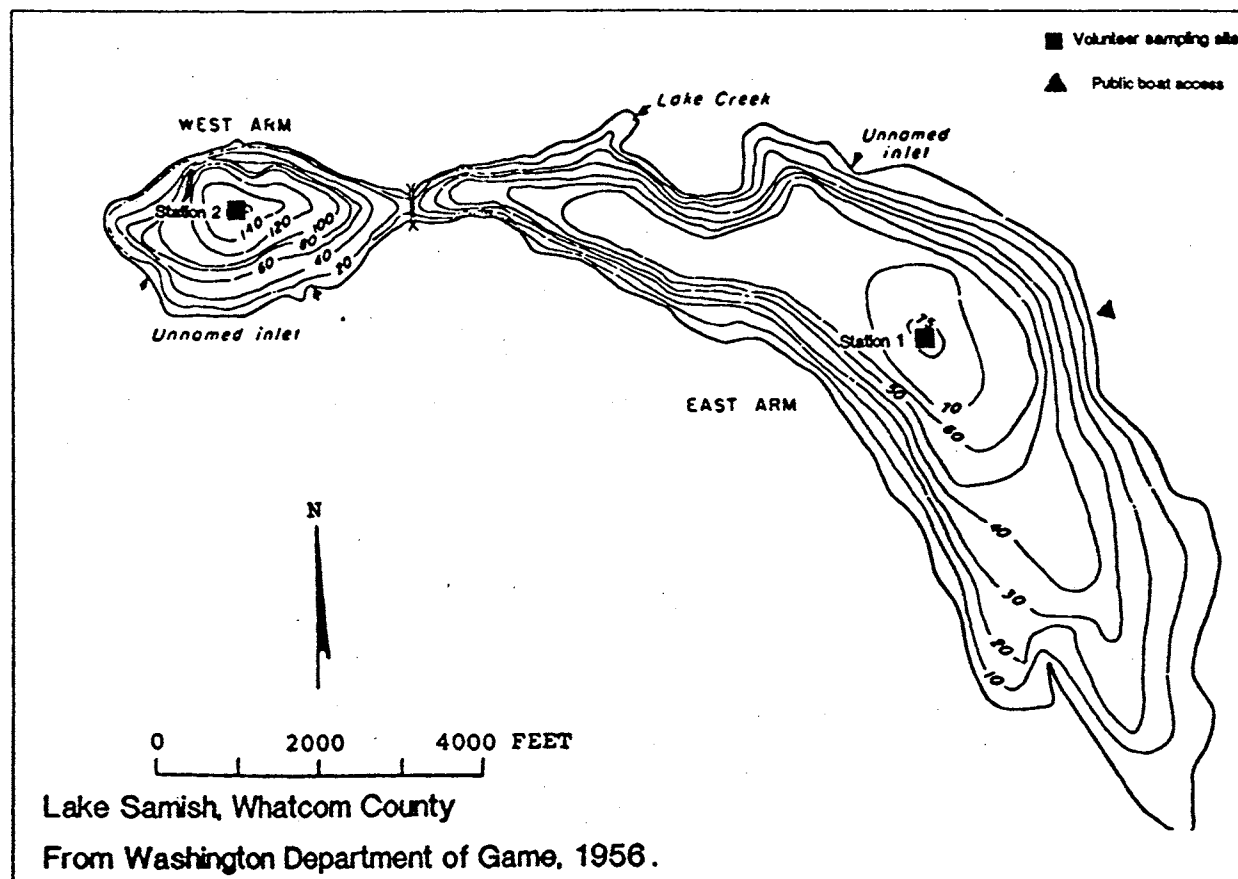 Volunteer sampling site
Public boat access
Lake Creek
WEST ARM
Unnamed
inlet
Station 2
140
120
100
80
60
40
20
Unnamed inlet
75
Station 1
50
70
60
EAST ARM
40
30
20
10
N
0 2000 4000 FEET
Lake Samish, Whatcom County
From Washington Department of Game, 1956.